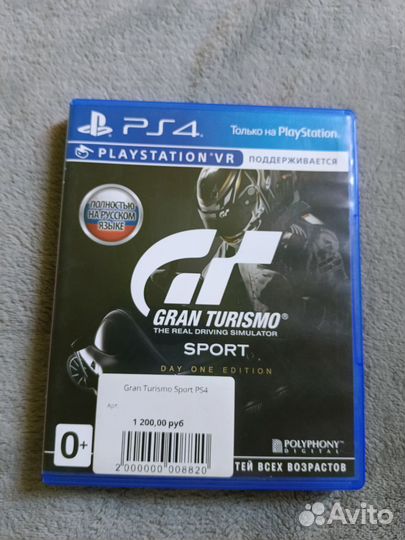 PS4
Только на PlayStation
PLAYSTATION®VR
ПОДДЕРЖИВАЕТСЯ
ПОЛНОСТЬЮ
НА РУССКОМ
ЯЗЫКЕ
GT
GRAN TURISMO®
THE REAL DRIVING SIMULATOR
SPORT
DAY ONE EDITION
Gran Turismo Sport PS4
Арт.
1 200,00 руб
2000000008820
0+
POLYPHONY
DIGITAL
ТЕЙ ВСЕХ ВОЗРАСТОВ
Avito